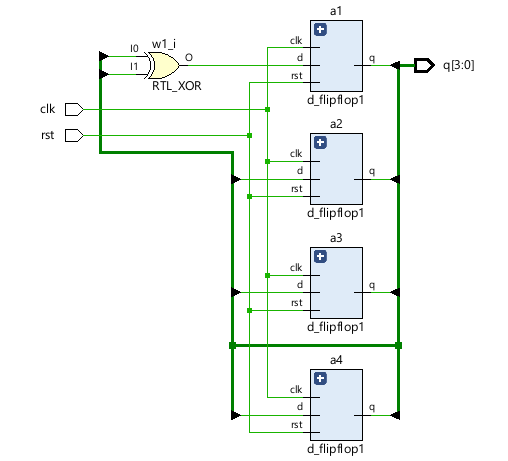 a1
w1_i
I0
I1
O
RTL_XOR
clk
d
rst
q
d_flipflop1
q[3:0]
clk
rst
a2
clk
d
rst
q
d_flipflop1
a3
clk
d
rst
q
d_flipflop1
a4
clk
d
rst
q
d_flipflop1